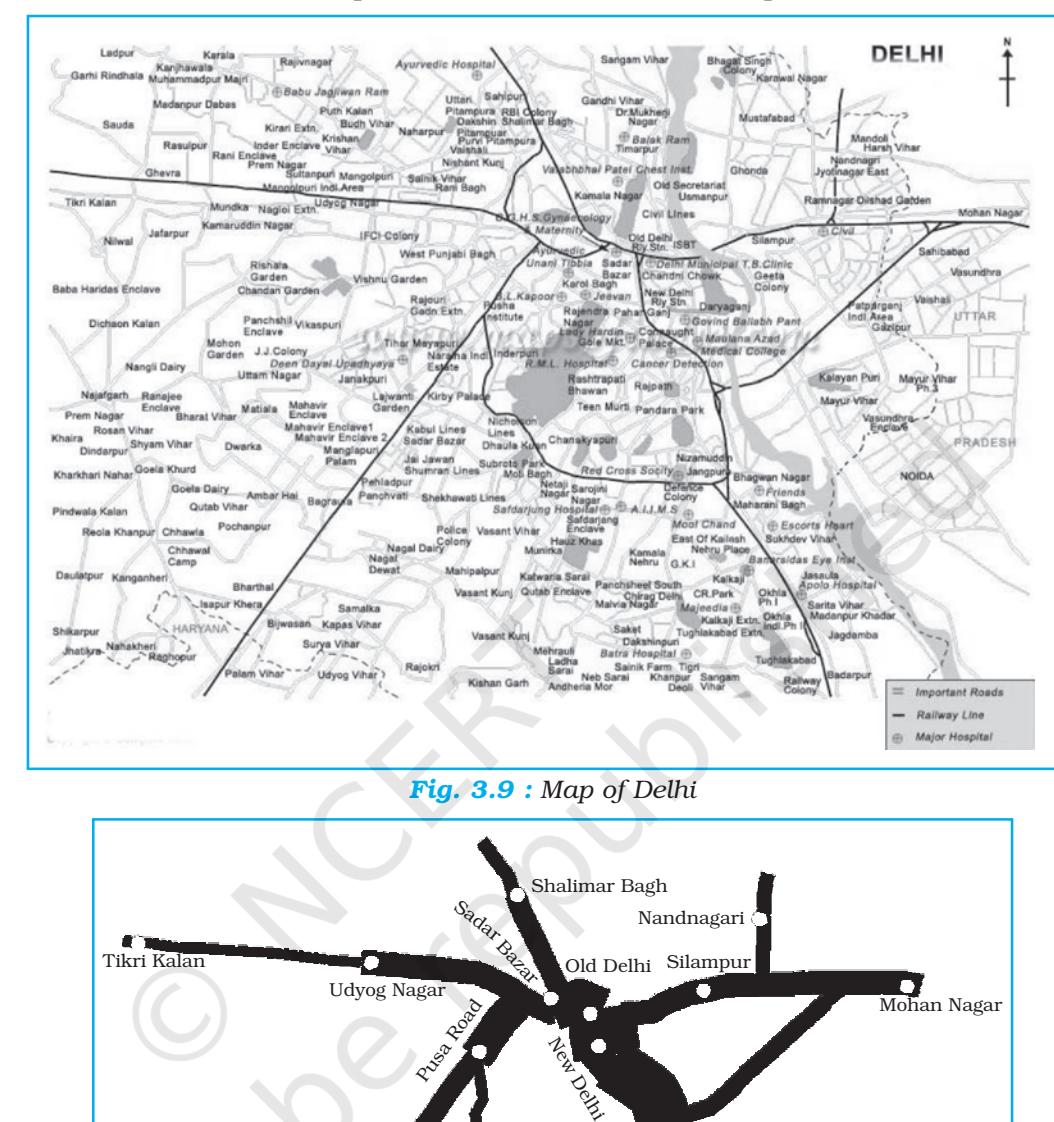 DELHI
N
Ladpur
Karala
Rajivnagar
Ayurvedic Hospital
Sangam Vihar
Bhagat Singh
Colony
Karawal Nagar
Kanjhawala
Garhi Rindhala
Muhammadpur Majri
Babu Jagjiwan Ram
Madanpur Dabas
Puth Kalan
Budh Vihar
Sauda
Kirari Extn.
Krishan
Vihar
Naharpur
Uttari
Pitampura
Sahipur
RBI Colony
Dakshin
Shalimar Bagh
Pitampuar
Purvi Pitampura
Vaishali
Nishant Kunj
Gandhi Vihar
Dr.Mukherji
Nagar
Balak Ram
Timarpur
Mustafabad
Mandoli
Harsh Vihar
Rasulpur
Inder Enclave
Rani Enclave
Prem Nagar
Ghevra
Sultanpuri
Mangolpuri
Sainik Vihar
Rani Bagh
Mangolpuri Indl.Area
Udyog Nagar
Valabhbhai Patel Chest Inst.
Old Secretariat
Usmanpur
Kamala Nagar
Ghonda
Nandnagri
Jyotinagar East
Ramnagar
Dilshad Garden
Mohan Nagar
Tikri Kalan
Mundka
Nagloi Extn.
Kamaruddin Nagar
Jafarpur
Nilwal
IFCI-Colony
West Punjabi Bagh
G.H.S.Gynaecology
& Maternity
Civil Lines
Old Delhi
Rly.Stn.
ISBT
Silampur
Civil
Sahibabad
Vasundhra
Rishala
Garden
Chandan Garden
Vishnu Garden
Ayurvedic
Unani Tibbia
Sadar
Bazar
Delhi Municipal T.B.Clinic
Chandni Chowk
Geeta
Colony
Karol Bagh
Baba Haridas Enclave
Rajouri
Gadn Extn.
Pusha
Institute
B.L.Kapoor
Jeevan
New Delhi
Rly Stn
Daryaganj
Patparganj
Indl Area
Gazipur
Vaishali
UTTAR
Dichaon Kalan
Panchshil
Enclave
Vikaspuri
Rajendra
Nagar
Pahar Ganj
Govind Ballabh Pant
Mohon
Garden
J.J.Colony
Tihar
Mayapuri
Lady Hardin
Gole Mkt.
Connaught
Palace
Maulana Azad
Medical College
Nangli Dairy
Deen Dayal Upadhyaya
Uttam Nagar
Janakpuri
Naraina Indl
Estate
Inderpuri
R.M.L. Hospital
Cancer Detection
Rashtrapati
Bhawan
Rajpath
Kalayan Puri
Mayur Vihar
Ph.3
Mayur Vihar
Najafgarh
Ranajee
Enclave
Matiala
Mahavir
Enclave
Lajwanti
Garden
Kirby Palace
Teen Murti
Pandara Park
Vasundhra
Enclave
Prem Nagar
Bharat Vihar
Rosan Vihar
Mahavir Enclave1
Mahavir Enclave 2
Kabul Lines
Sadar Bazar
Nicholson
Lines
Dhaula Kuan
Chanakyapuri
PRADESH
Khaira
Dindarpur
Shyam Vihar
Dwarka
Manglapuri
Palam
Jai Jawan
Shumran Lines
Subroto Park
Moti Bagh
Red Cross Socity
Nizamuddin
Jangpura
Bhagwan Nagar
NOIDA
Kharkhari Nahar
Goela Khurd
Goela Dairy
Ambar Hai
Bagraula
Pehladpur
Panchvati
Shekhawati Lines
Netaji
Nagar
Sarojini
Nagar
Defence
Colony
Friends
Maharani Bagh
Pindwala Kalan
Qutab Vihar
Safdarjung Hospital
A.I.I.M.S
Safdarjang
Enclave
Mool Chand
Escorts Heart
Reola Khanpur
Chhawla
Pochanpur
Police
Colony
Vasant Vihar
Hauz Khas
Munirka
East Of Kailash
Nehru Place
Sukhdev Vihar
Chhawal
Camp
Nagal Dairy
Nagal
Dewat
Kamala
Nehru
G.K.I
Banarsidas Eye Inst
Daulatpur
Kanganheri
Mahipalpur
Katwaria Sarai
Panchsheel South
Kalkaji
Jasaula
Apolo Hospital
Bharthal
Vasant Kunj
Qutab Enclave
Chirag Delhi
CR.Park
Okhla
Ph I
Isapur Khera
Samalka
Malvia Nagar
Majeedia
Sarita Vihar
Madanpur Khadar
HARYANA
Bijwasan
Kapas Vihar
Kalkaji Extn.
Okhla
Indl.Ph II
Shikarpur
Vasant Kunj
Saket
Dakshinpuri
Tughlakabad Extn.
Jagdamba
Jhatikra
Nahakheri
Raghopur
Surya Vihar
Mehrauli
Ladha
Sarai
Batra Hospital
Tughlakabad
Palam Vihar
Udyog Vihar
Rajokri
Sainik Farm
Tigri
Neb Sarai
Khanpur
Sangam
Vihar
Railway
Colony
Badarpur
Kishan Garh
Andheria Mor
Deoli
Important Roads
Railway Line
Major Hospital
Fig. 3.9 : Map of Delhi
Shalimar Bagh
Nandnagari
Sadar Bazar
Tikri Kalan
Old Delhi
Silampur
Udyog Nagar
Mohan Nagar
Pusa Road
New Delhi
© NCERT